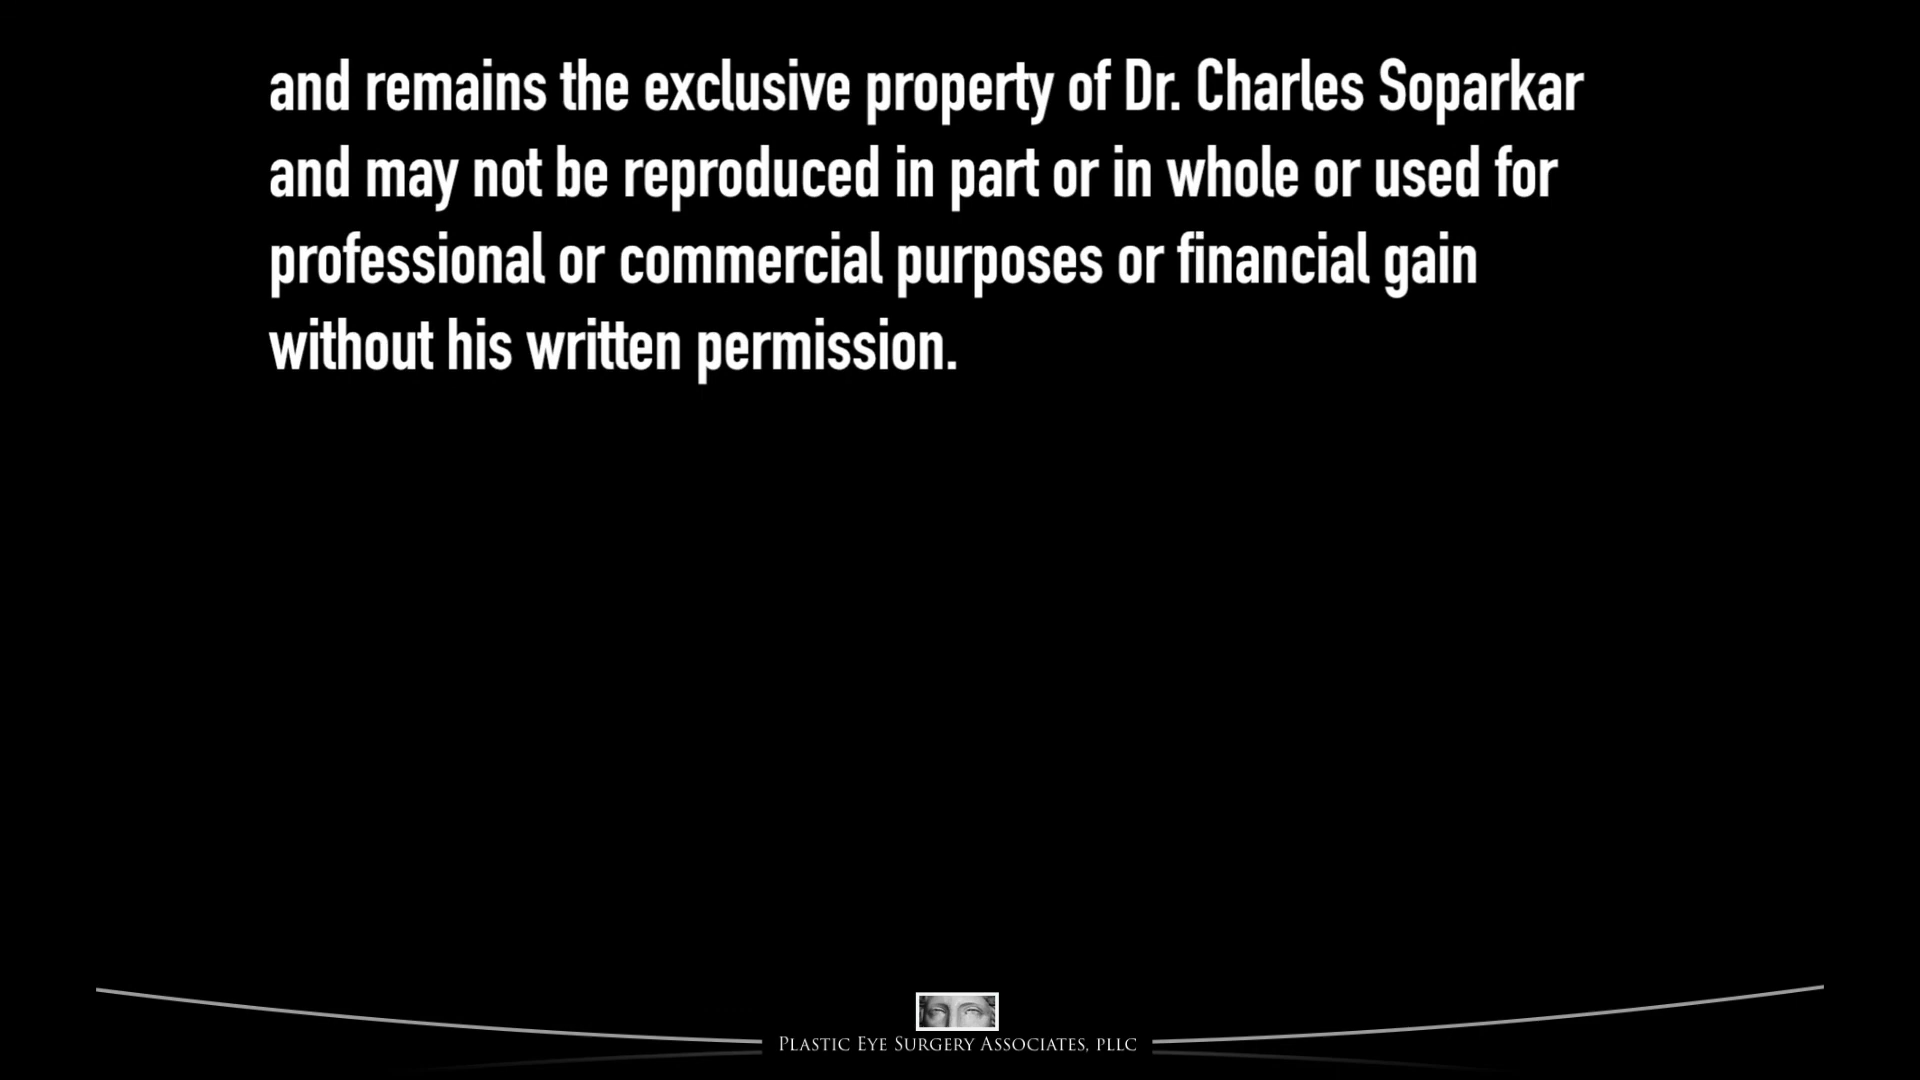 and remains the exclusive property of Dr. Charles Soparkar
and may not be reproduced in part or in whole or used for
professional or commercial purposes or financial gain
without his written permission.
Plastic Eye Surgery Associates, PLLC